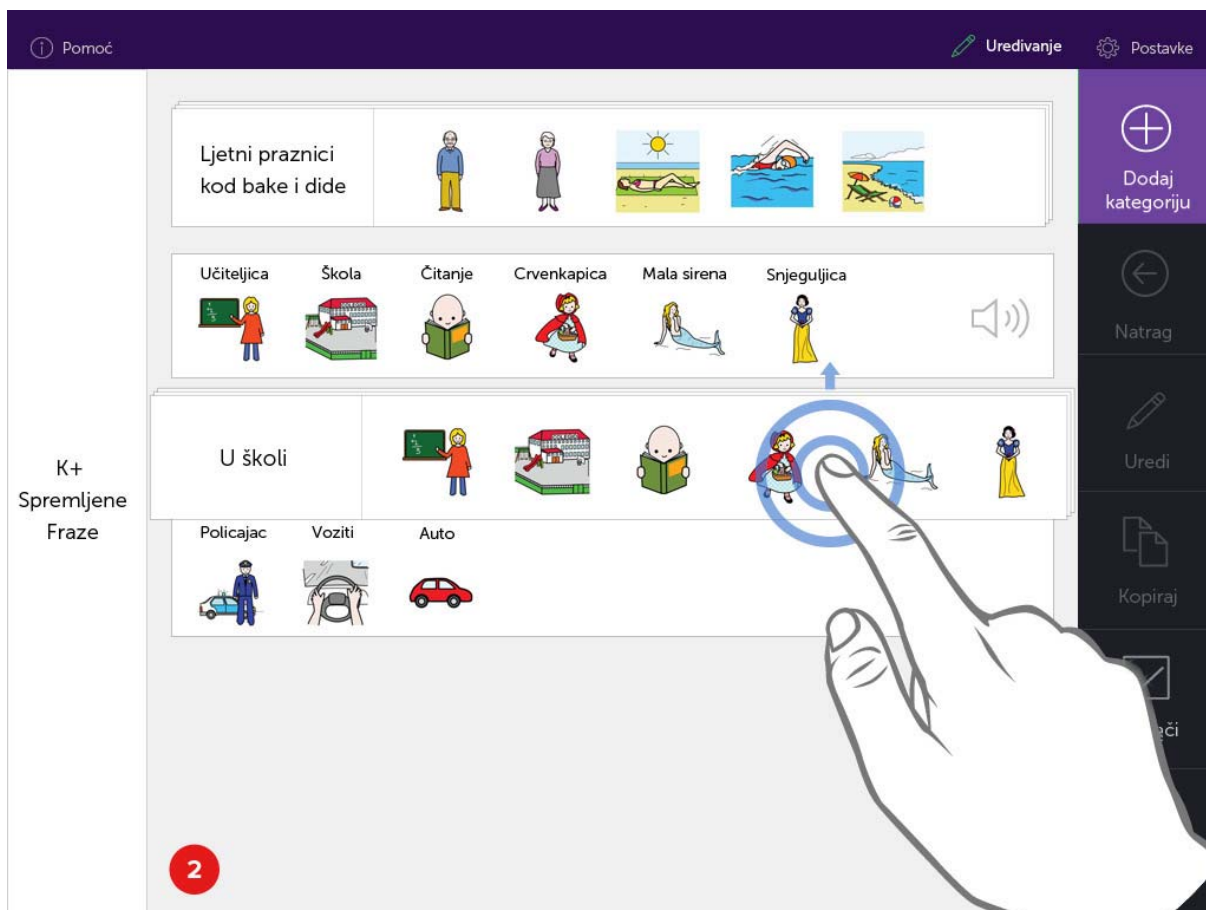 Pomoć
Uredivanje
Postavke
Ljetni praznici
kod bake i dide
Dodaj
kategoriju
Učiteljica Škola Čitanje Crvenkapica Mala sirena Snjeguljica
Natrag
K+
Spremljene
Fraze
U školi
Uredi
Policajac Voziti Auto
Kopiraj
2